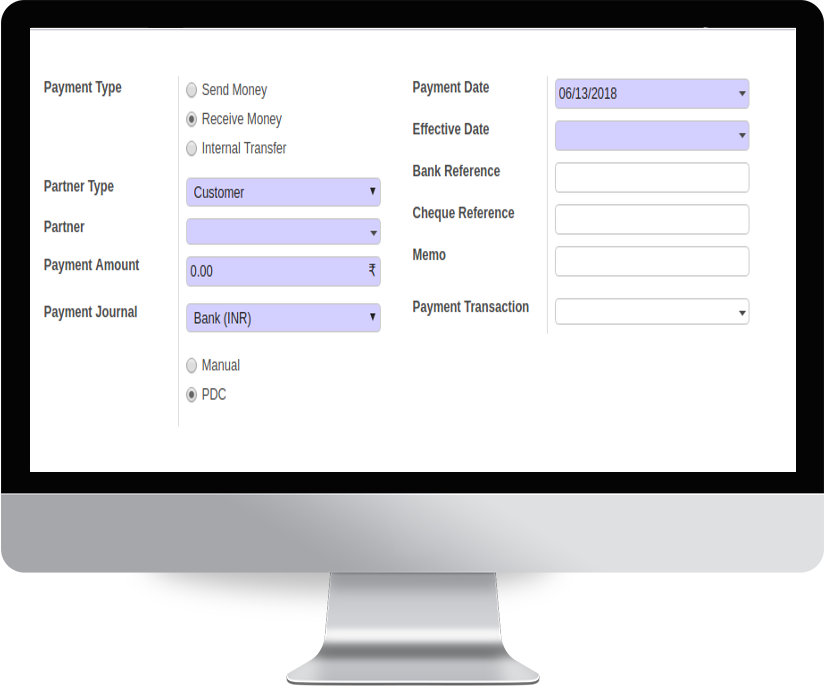 Payment Type
Send Money
Receive Money
Internal Transfer
Partner Type
Customer
Partner
Payment Amount
0.00 ₹
Payment Journal
Bank (INR)
Manual
PDC
Payment Date
06/13/2018
Effective Date
Bank Reference
Cheque Reference
Memo
Payment Transaction